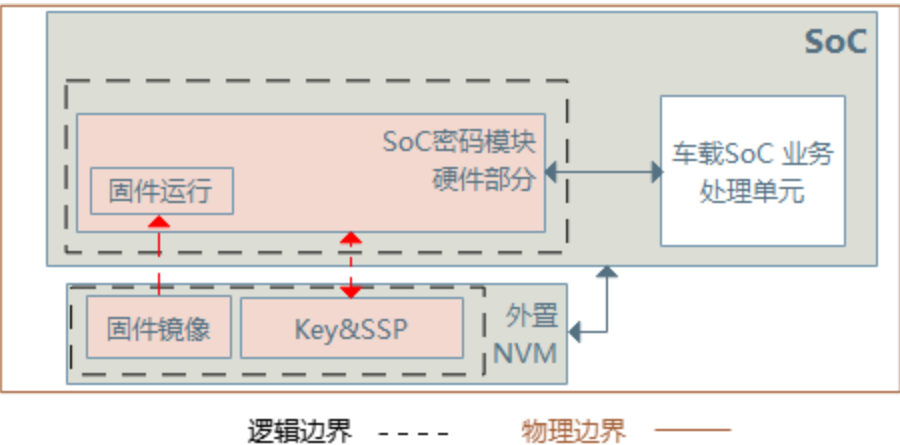 SoC
SoC密码模块
硬件部分
固件运行
车载SoC 业务
处理单元
固件镜像
Key&SSP
外置
NVM
逻辑边界
物理边界